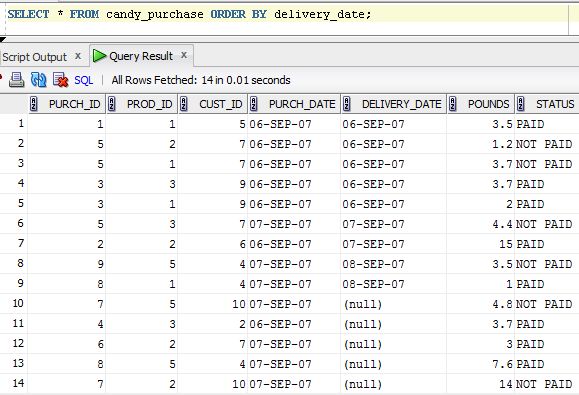 SELECT * FROM candy_purchase ORDER BY delivery_date;
Script Output x Query Result x
SQL | All Rows Fetched: 14 in 0.01 seconds
PURCH_ID PROD_ID CUST_ID PURCH_DATE DELIVERY_DATE POUNDS STATUS
1 1 1 5 06-SEP-07 06-SEP-07 3.5 PAID
2 5 2 7 06-SEP-07 06-SEP-07 1.2 NOT PAID
3 5 1 7 06-SEP-07 06-SEP-07 3.7 NOT PAID
4 3 3 9 06-SEP-07 06-SEP-07 3.7 PAID
5 3 1 9 06-SEP-07 06-SEP-07 2 PAID
6 5 3 7 07-SEP-07 07-SEP-07 4.4 NOT PAID
7 2 2 6 06-SEP-07 07-SEP-07 15 PAID
8 9 5 4 07-SEP-07 08-SEP-07 3.5 NOT PAID
9 8 1 4 07-SEP-07 08-SEP-07 1 PAID
10 7 5 10 07-SEP-07 (null) 4.8 NOT PAID
11 4 3 2 06-SEP-07 (null) 3.7 PAID
12 6 2 7 07-SEP-07 (null) 3 PAID
13 8 5 4 07-SEP-07 (null) 7.6 PAID
14 7 2 10 07-SEP-07 (null) 14 NOT PAID